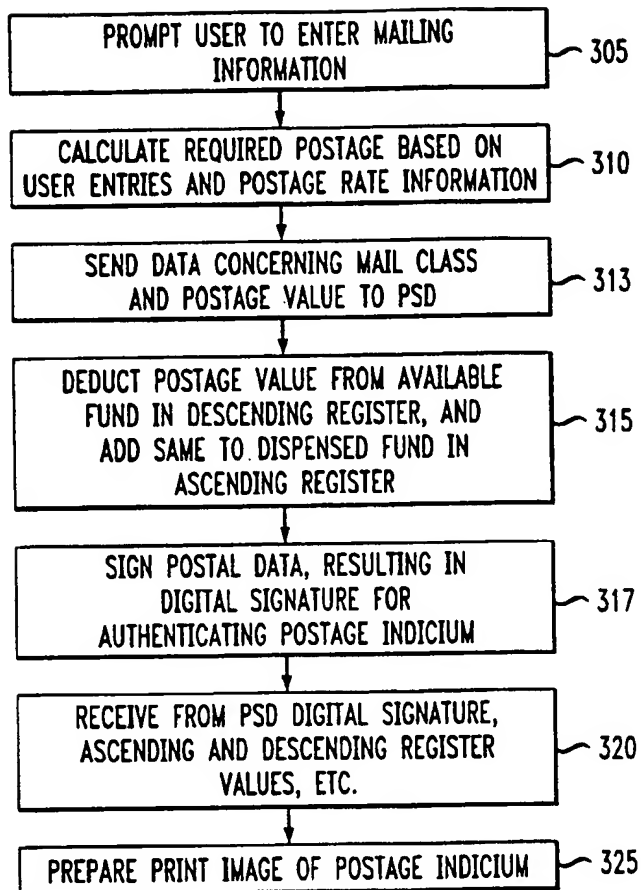 PROMPT USER TO ENTER MAILING
INFORMATION
305
CALCULATE REQUIRED POSTAGE BASED ON
USER ENTRIES AND POSTAGE RATE INFORMATION
310
SEND DATA CONCERNING MAIL CLASS
AND POSTAGE VALUE TO PSD
313
DEDUCT POSTAGE VALUE FROM AVAILABLE
FUND IN DESCENDING REGISTER, AND
ADD SAME TO DISPENSED FUND IN
ASCENDING REGISTER
315
SIGN POSTAL DATA, RESULTING IN
DIGITAL SIGNATURE FOR
AUTHENTICATING POSTAGE INDICIUM
317
RECEIVE FROM PSD DIGITAL SIGNATURE,
ASCENDING AND DESCENDING REGISTER
VALUES, ETC.
320
PREPARE PRINT IMAGE OF POSTAGE INDICIUM
325